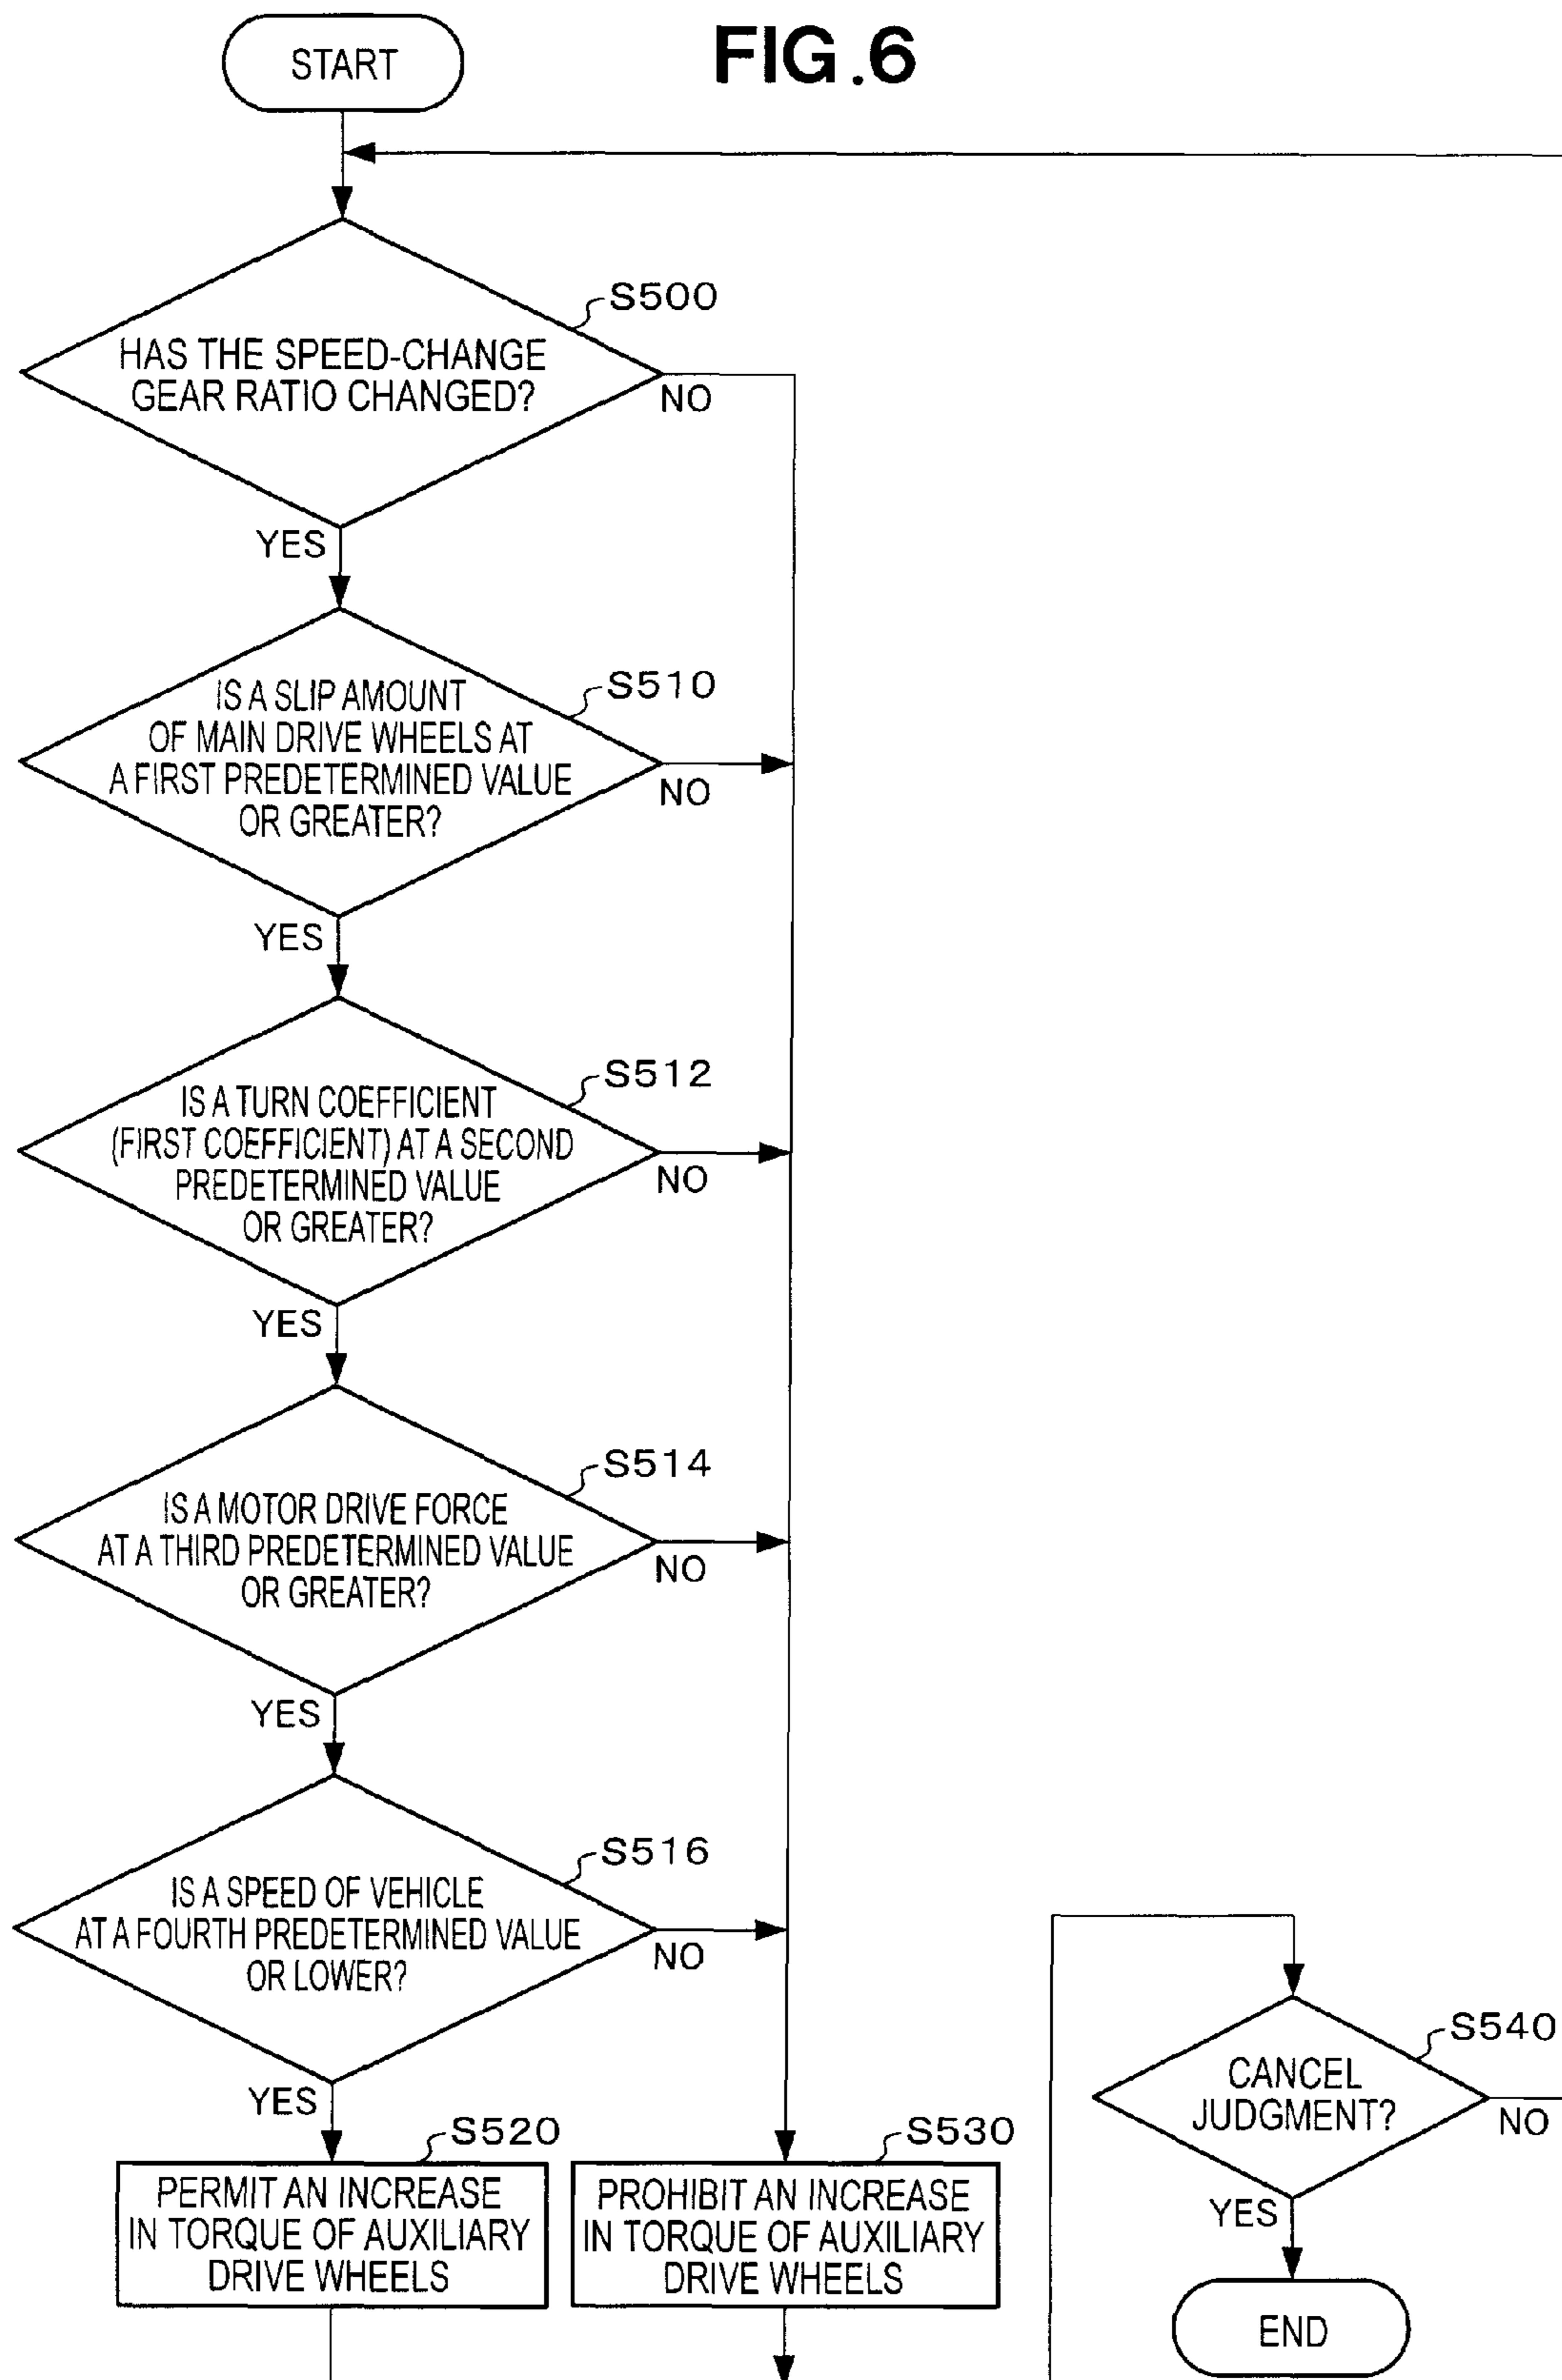 FIG.6
START
S500
HAS THE SPEED-CHANGE
GEAR RATIO CHANGED?
NO
YES
S510
IS A SLIP AMOUNT
OF MAIN DRIVE WHEELS AT
A FIRST PREDETERMINED VALUE
OR GREATER?
NO
YES
S512
IS A TURN COEFFICIENT
(FIRST COEFFICIENT) AT A SECOND
PREDETERMINED VALUE
OR GREATER?
NO
YES
S514
IS A MOTOR DRIVE FORCE
AT A THIRD PREDETERMINED VALUE
OR GREATER?
NO
YES
S516
IS A SPEED OF VEHICLE
AT A FOURTH PREDETERMINED VALUE
OR LOWER?
NO
YES
S520
PERMIT AN INCREASE
IN TORQUE OF AUXILIARY
DRIVE WHEELS
S530
PROHIBIT AN INCREASE
IN TORQUE OF AUXILIARY
DRIVE WHEELS
S540
CANCEL
JUDGMENT?
NO
YES
END